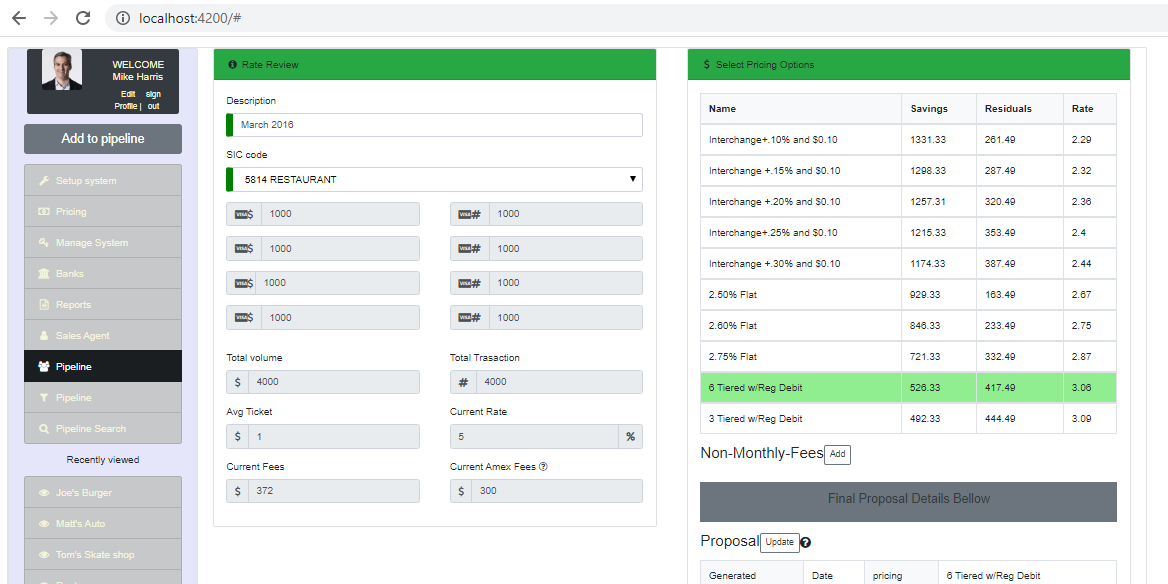 localhost:4200/#
WELCOME
Mike Harris
Edit sign
Profile | out
Add to pipeline
Setup system
Pricing
Manage System
Banks
Reports
Sales Agent
Pipeline
Pipeline
Pipeline Search
Recently viewed
Joe's Burger
Matt's Auto
Tom's Skate shop
Rate Review
Description
March 2016
SIC code
5814 RESTAURANT
VISA $ 1000 VISA # 1000
VISA $ 1000 VISA # 1000
VISA $ 1000 VISA # 1000
VISA $ 1000 VISA # 1000
Total volume Total Trasaction
$ 4000 # 4000
Avg Ticket Current Rate
$ 1 5 %
Current Fees Current Amex Fees ?
$ 372 $ 300
$ Select Pricing Options
Name Savings Residuals Rate
Interchange+.10% and $0.10 1331.33 261.49 2.29
Interchange +.15% and $0.10 1298.33 287.49 2.32
Interchange +.20% and $0.10 1257.31 320.49 2.36
Interchange+.25% and $0.10 1215.33 353.49 2.4
Interchange +.30% and $0.10 1174.33 387.49 2.44
2.50% Flat 929.33 163.49 2.67
2.60% Flat 846.33 233.49 2.75
2.75% Flat 721.33 332.49 2.87
6 Tiered w/Reg Debit 526.33 417.49 3.06
3 Tiered w/Reg Debit 492.33 444.49 3.09
Non-Monthly-Fees Add
Final Proposal Details Bellow
Proposal Update ?
Generated Date pricing 6 Tiered w/Reg Debit